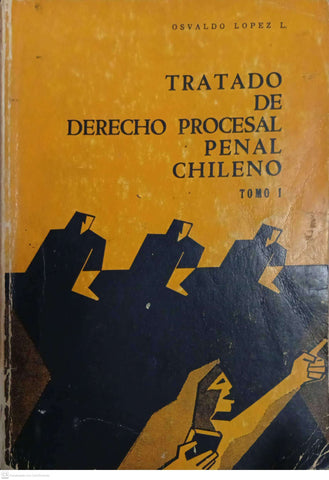 OSVALDO LOPEZ L.
TRATADO
DE
DERECHO PROCESAL
PENAL
CHILENO
TOMO I